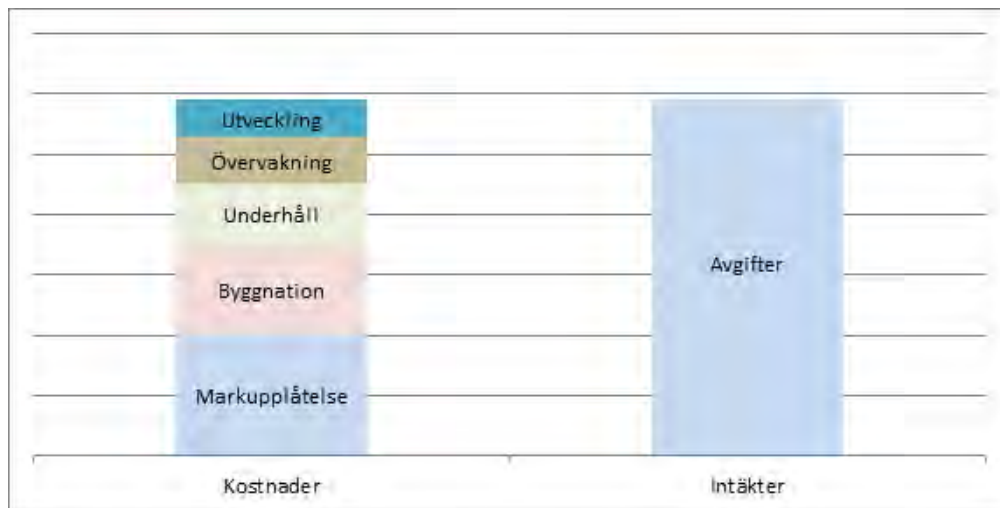 Utveckling
Övervakning
Underhåll
Byggnation
Markupplåtelse
Avgifter
Kostnader
Intäkter